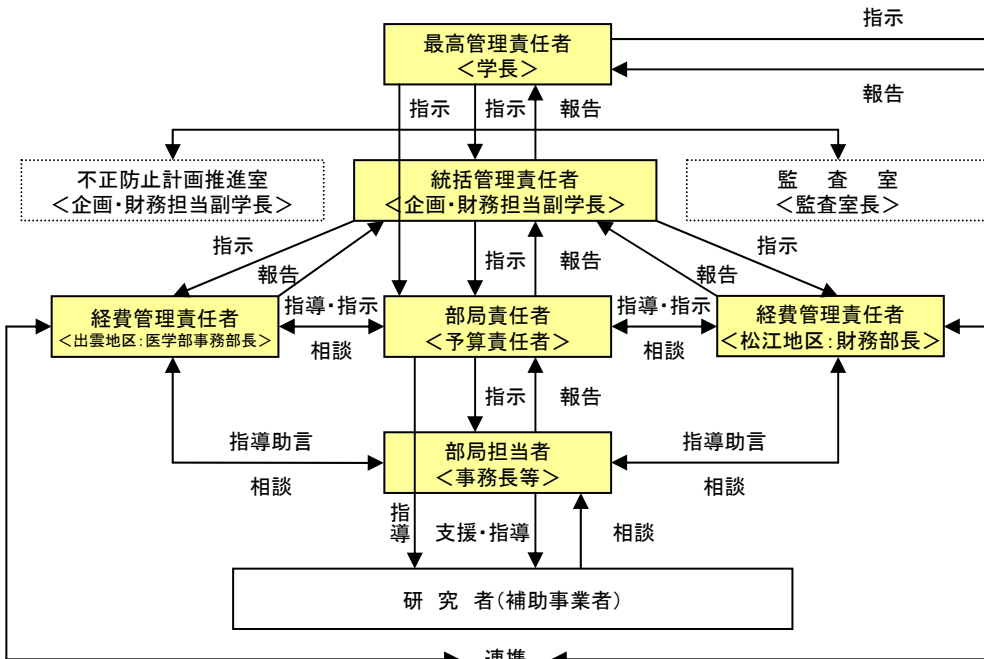 指示
最高管理責任者
＜学長＞
報告
指示
指示
報告
不正防止計画推進室
＜企画・財務担当副学長＞
統括管理責任者
＜企画・財務担当副学長＞
監　査　室
＜監査室長＞
指示
報告
指示
報告
報告
指示
経費管理責任者
＜出雲地区：医学部事務部長＞
指導・指示
相談
部局責任者
＜予算責任者＞
指導・指示
相談
経費管理責任者
＜松江地区：財務部長＞
指示
報告
指導助言
相談
部局担当者
＜事務長等＞
指導助言
相談
指導
支援・指導
相談
研　究　者（補助事業者）
連携